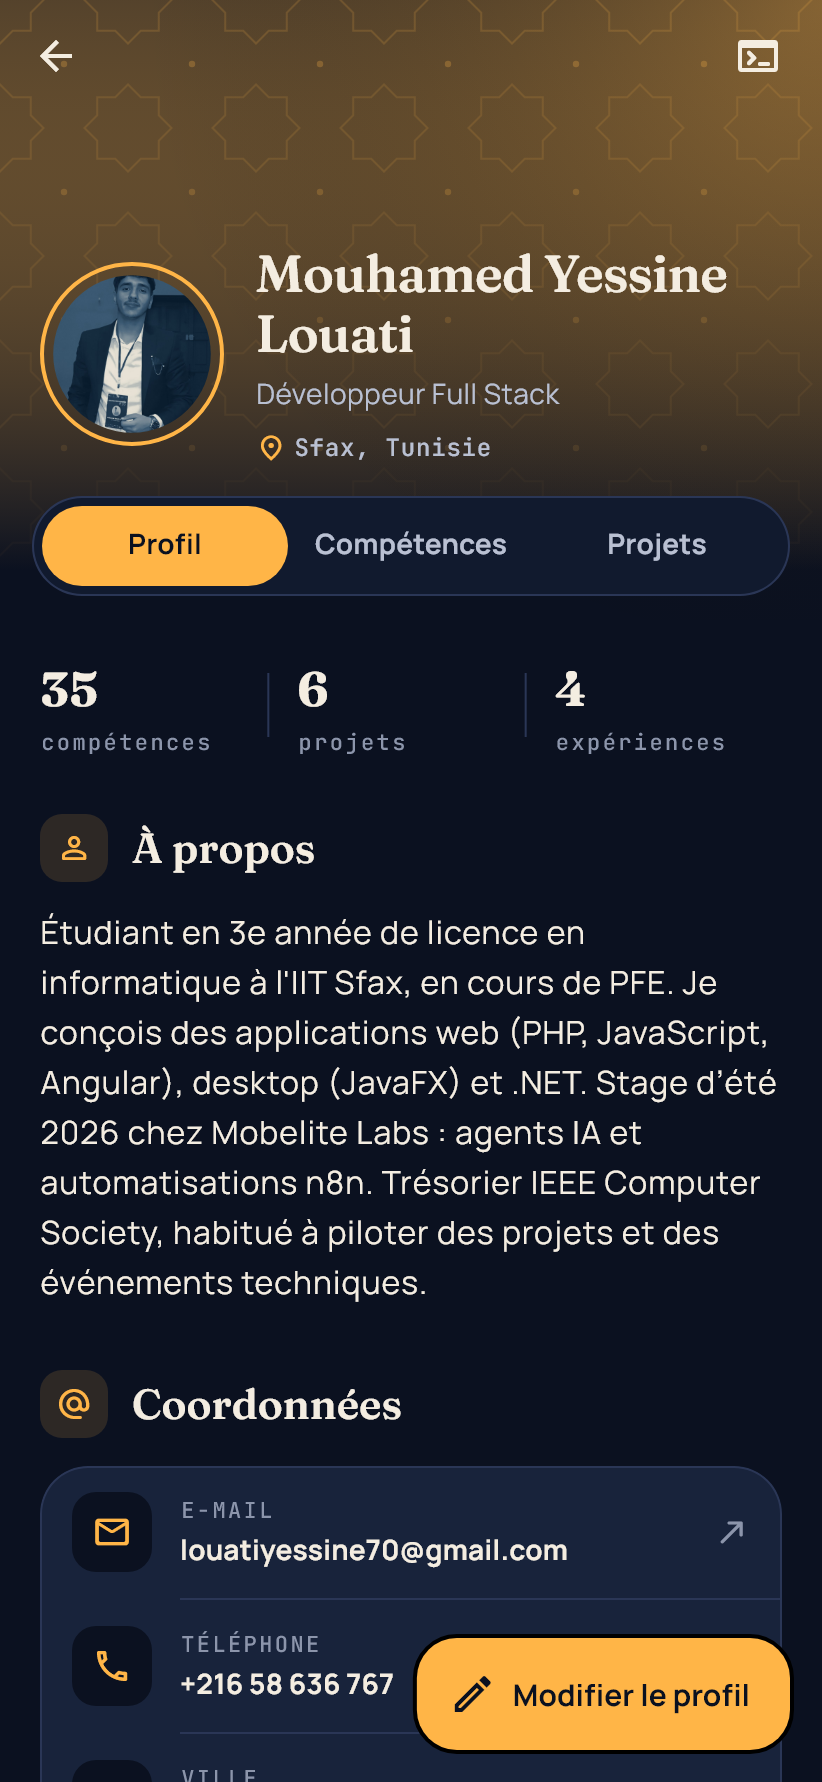 Mouhamed Yessine
Louati
Développeur Full Stack
Sfax, Tunisie
Profil
Compétences
Projets
35
compétences
6
projets
4
expériences
À propos
Étudiant en 3e année de licence en
informatique à l'IIT Sfax, en cours de PFE. Je
conçois des applications web (PHP, JavaScript,
Angular), desktop (JavaFX) et .NET. Stage d’été
2026 chez Mobelite Labs : agents IA et
automatisations n8n. Trésorier IEEE Computer
Society, habitué à piloter des projets et des
événements techniques.
Coordonnées
E-MAIL
louatiyessine70@gmail.com
TÉLÉPHONE
+216 58 636 767
Modifier le profil
VILLE